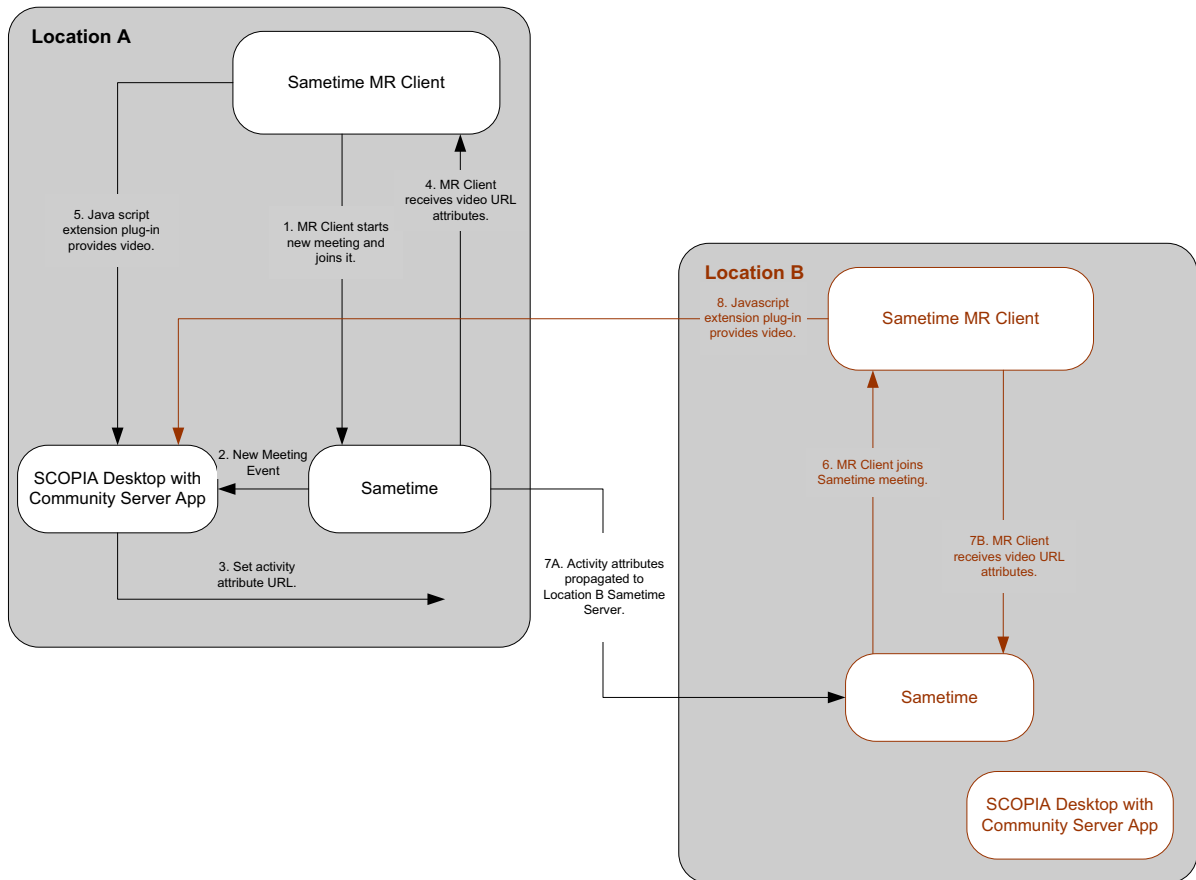 Location A
Sametime MR Client
4. MR Client
receives video URL
attributes.
5. Java script
extension plug-in
provides video.
1. MR Client starts
new meeting and
joins it.
Location B
8. Javascript
extension plug-in
provides video.
Sametime MR Client
2. New Meeting
Event
SCOPIA Desktop with
Community Server App
Sametime
6. MR Client joins
Sametime meeting.
7B. MR Client
receives video URL
attributes.
3. Set activity
attribute URL.
7A. Activity attributes
propagated to
Location B Sametime
Server.
Sametime
SCOPIA Desktop with
Community Server App